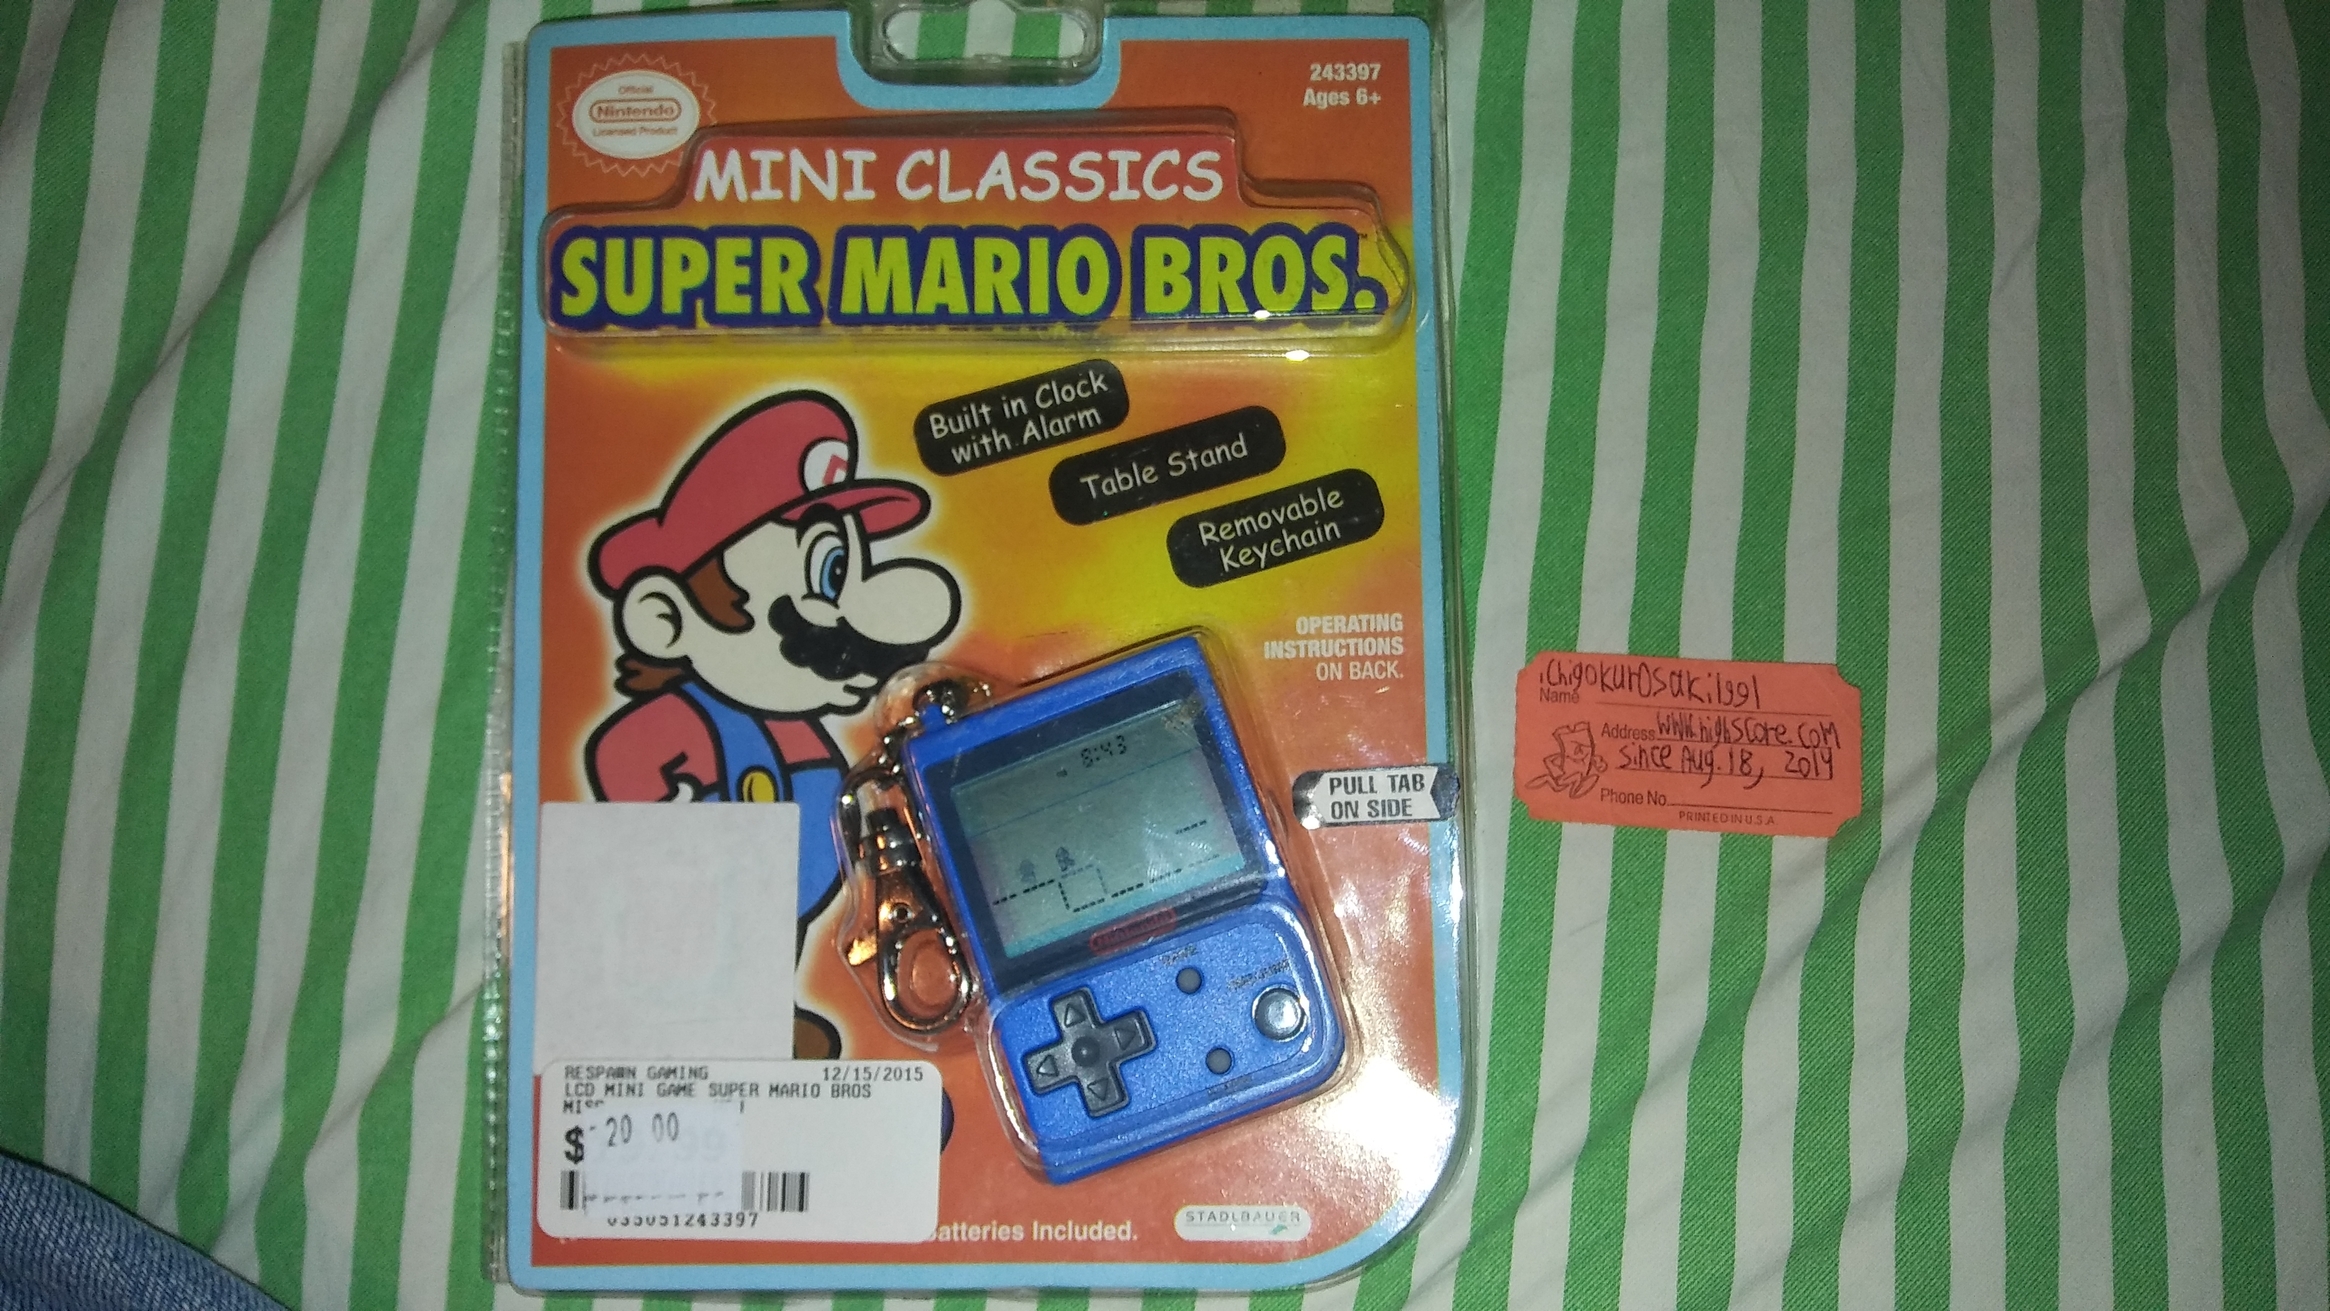 Official
Nintendo
Licensed Product
243397
Ages 6+
MINI CLASSICS
SUPER MARIO BROS.™
Built in Clock
with Alarm
Table Stand
Removable
Keychain
OPERATING
INSTRUCTIONS
ON BACK.
8:43
PULL TAB
ON SIDE
Nintendo
RESPAWN GAMING 12/15/2015
LCD MINI GAME SUPER MARIO BROS
$ 20 00
035051243397
Batteries Included.
STADLBAUER
ichigokurosaki1991
Name
Address www.highscore.com
since Aug. 18, 2014
Phone No.
PRINTED IN U.S.A.